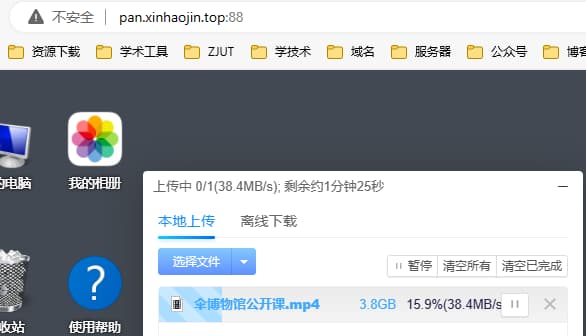 不安全 pan.xinhaojin.top:88
资源下载 学术工具 ZJUT 学技术 域名 服务器 公众号 博客
的电脑 我的相册
上传中 0/1(38.4MB/s); 剩余约1分钟25秒
本地上传 离线下载
选择文件 暂停 清空所有 清空已完成
伞博物馆公开课.mp4 3.8GB 15.9%(38.4MB/s
收站 使用帮助